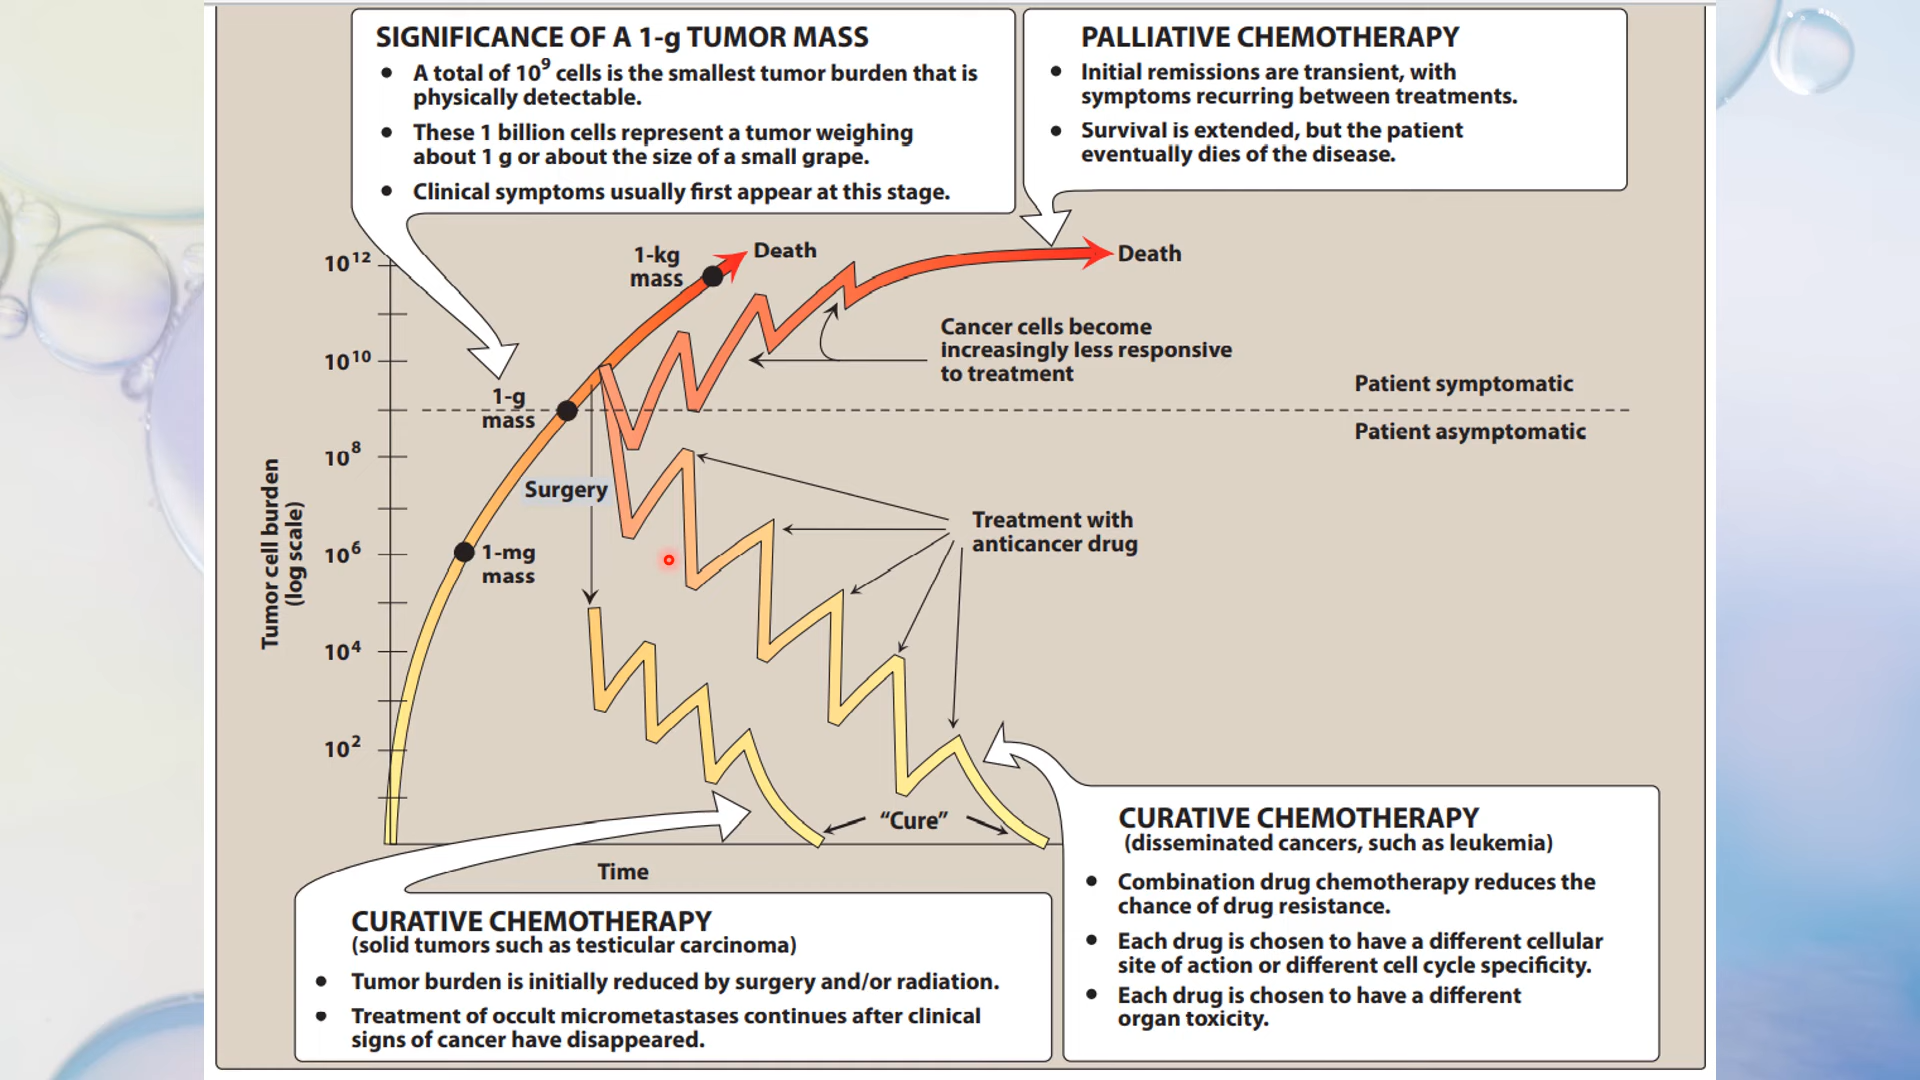 SIGNIFICANCE OF A 1-g TUMOR MASS
• A total of 10⁹ cells is the smallest tumor burden that is
physically detectable.
• These 1 billion cells represent a tumor weighing
about 1 g or about the size of a small grape.
• Clinical symptoms usually first appear at this stage.
PALLIATIVE CHEMOTHERAPY
• Initial remissions are transient, with
symptoms recurring between treatments.
• Survival is extended, but the patient
eventually dies of the disease.
Tumor cell burden
(log scale)
10¹²
10¹⁰
10⁸
10⁶
10⁴
10²
1-kg
mass
Death
Death
Cancer cells become
increasingly less responsive
to treatment
1-g
mass
Patient symptomatic
Patient asymptomatic
Surgery
1-mg
mass
Treatment with
anticancer drug
“Cure”
Time
CURATIVE CHEMOTHERAPY
(solid tumors such as testicular carcinoma)
• Tumor burden is initially reduced by surgery and/or radiation.
• Treatment of occult micrometastases continues after clinical
signs of cancer have disappeared.
CURATIVE CHEMOTHERAPY
(disseminated cancers, such as leukemia)
• Combination drug chemotherapy reduces the
chance of drug resistance.
• Each drug is chosen to have a different cellular
site of action or different cell cycle specificity.
• Each drug is chosen to have a different
organ toxicity.